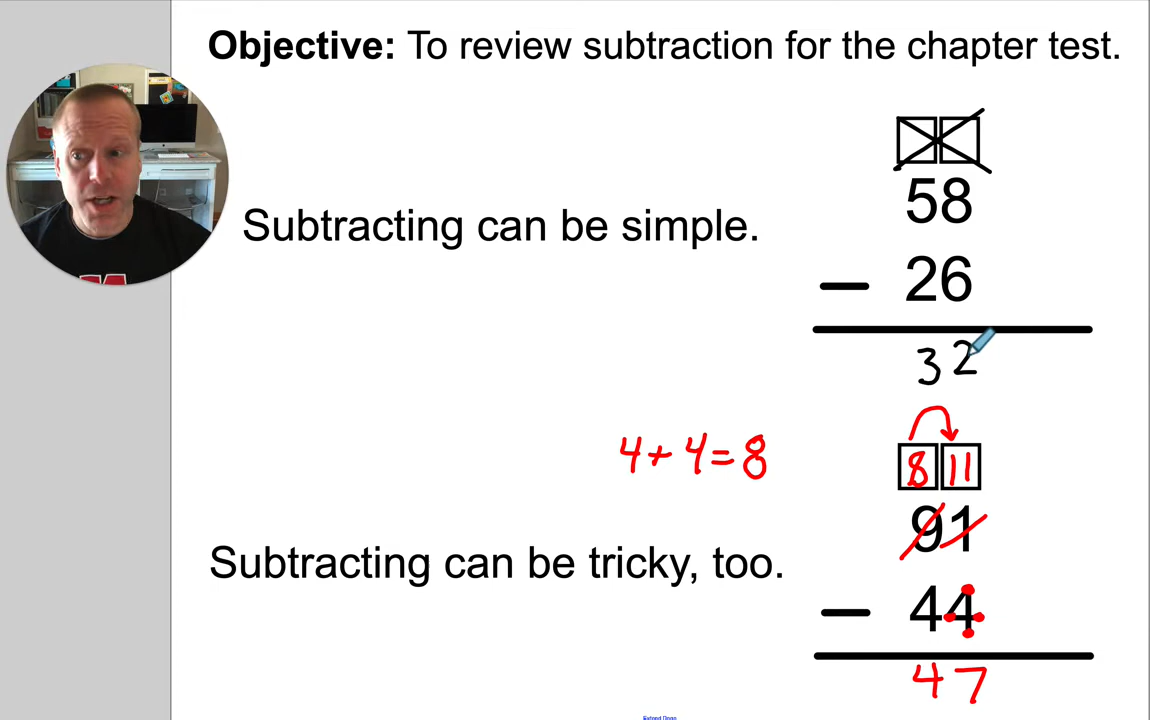 Objective: To review subtraction for the chapter test.
Subtracting can be simple.
58
— 26
32
4 + 4 = 8
8 11
91
Subtracting can be tricky, too.
— 44
47